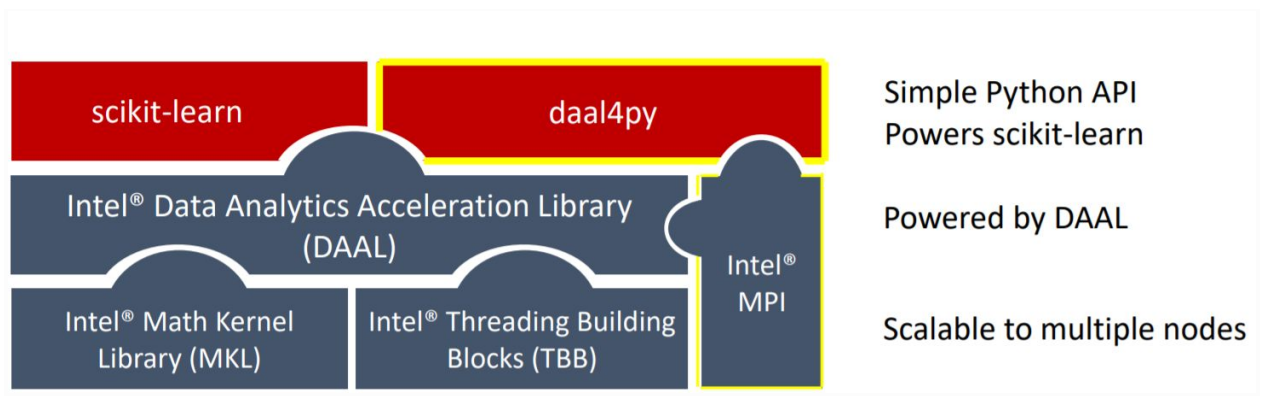 scikit-learn
daal4py
Simple Python API
Powers scikit-learn
Intel® Data Analytics Acceleration Library
(DAAL)
Powered by DAAL
Intel®
MPI
Intel® Math Kernel
Library (MKL)
Intel® Threading Building
Blocks (TBB)
Scalable to multiple nodes